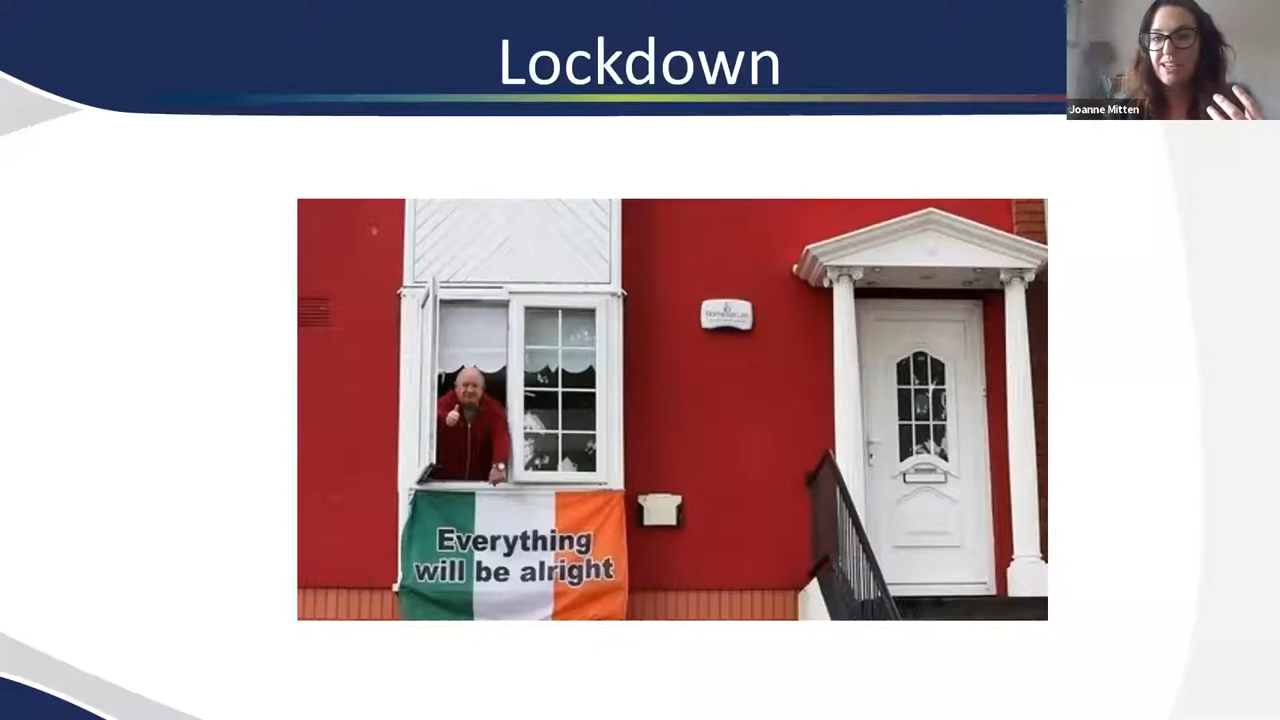 Lockdown
Joanne Mitten
Everything
will be alright